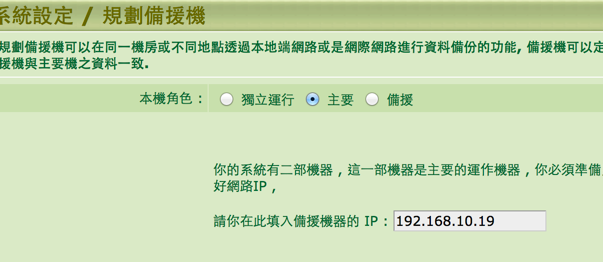 系統設定 / 規劃備援機
規劃備援機可以在同一機房或不同地點透過本地端網路或是網際網路進行資料備份的功能, 備援機可以定
援機與主要機之資料一致.
本機角色： 獨立運行 主要 備援
你的系統有二部機器，這一部機器是主要的運作機器，你必須準備
好網路IP，
請你在此填入備援機器的 IP： 192.168.10.19